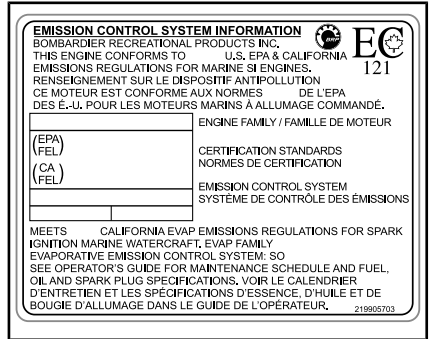 EMISSION CONTROL SYSTEM INFORMATION
BOMBARDIER RECREATIONAL PRODUCTS INC.
THIS ENGINE CONFORMS TO U.S. EPA & CALIFORNIA
EMISSIONS REGULATIONS FOR MARINE SI ENGINES.
RENSEIGNEMENT SUR LE DISPOSITIF ANTIPOLLUTION
CE MOTEUR EST CONFORME AUX NORMES DE L'EPA
DES É.-U. POUR LES MOTEURS MARINS À ALLUMAGE COMMANDÉ.
BRP
EC
121
ENGINE FAMILY / FAMILLE DE MOTEUR
(EPA FEL)
CERTIFICATION STANDARDS
NORMES DE CERTIFICATION
(CA FEL)
EMISSION CONTROL SYSTEM
SYSTÈME DE CONTRÔLE DES ÉMISSIONS
MEETS CALIFORNIA EVAP EMISSIONS REGULATIONS FOR SPARK
IGNITION MARINE WATERCRAFT. EVAP FAMILY
EVAPORATIVE EMISSION CONTROL SYSTEM: SO
SEE OPERATOR'S GUIDE FOR MAINTENANCE SCHEDULE AND FUEL,
OIL AND SPARK PLUG SPECIFICATIONS. VOIR LE CALENDRIER
D'ENTRETIEN ET LES SPÉCIFICATIONS D'ESSENCE, D'HUILE ET DE
BOUGIE D'ALLUMAGE DANS LE GUIDE DE L'OPÉRATEUR.
219905703